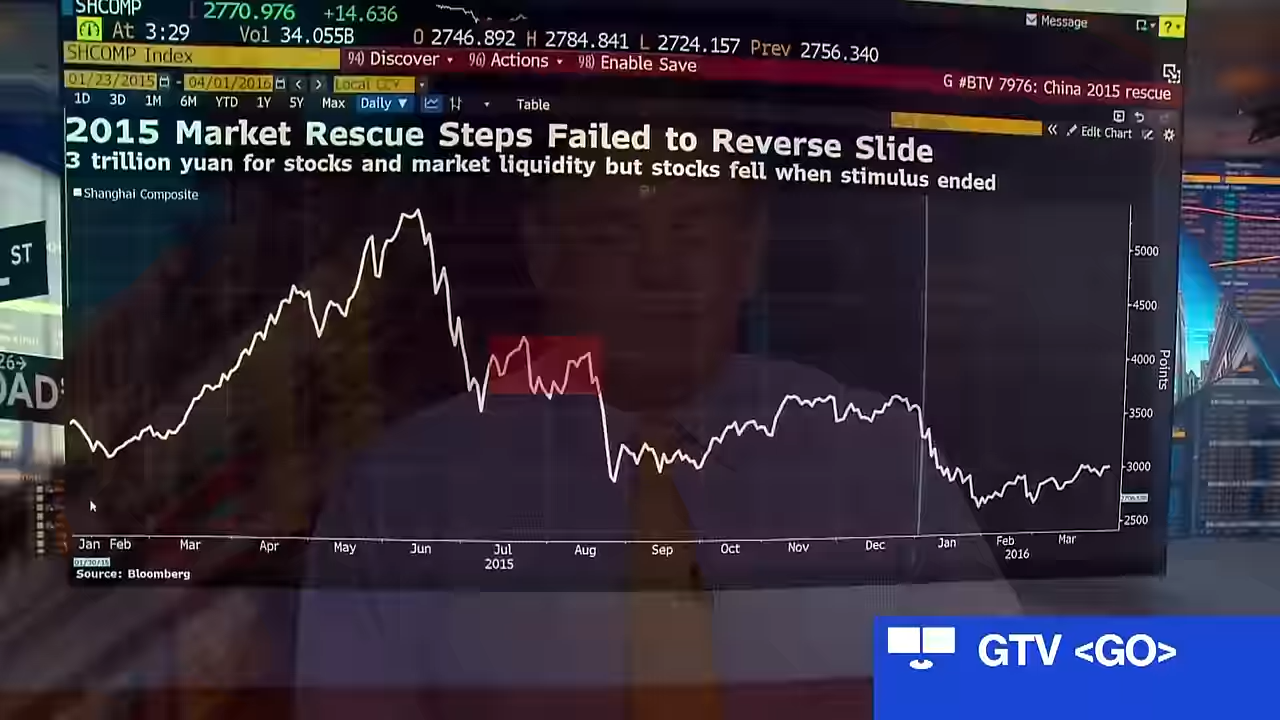 SHCOMP 2770.976 +14.636
At 3:29 Vol 34.055B O 2746.892 H 2784.841 L 2724.157 Prev 2756.340
Message
?
SHCOMP Index 94) Discover 96) Actions 98) Enable Save
G #BTV 7976: China 2015 rescue
01/23/2015 - 04/01/2016 Local CCY
1D 3D 1M 6M YTD 1Y 5Y Max Daily ▼ Table
« Edit Chart
2015 Market Rescue Steps Failed to Reverse Slide
3 trillion yuan for stocks and market liquidity but stocks fell when stimulus ended
Shanghai Composite
5000
4500
4000
3500
3000
2500
Points
Jan Feb Mar Apr May Jun Jul Aug Sep Oct Nov Dec Jan Feb Mar
2015 2016
Source: Bloomberg
ST
GTV <GO>